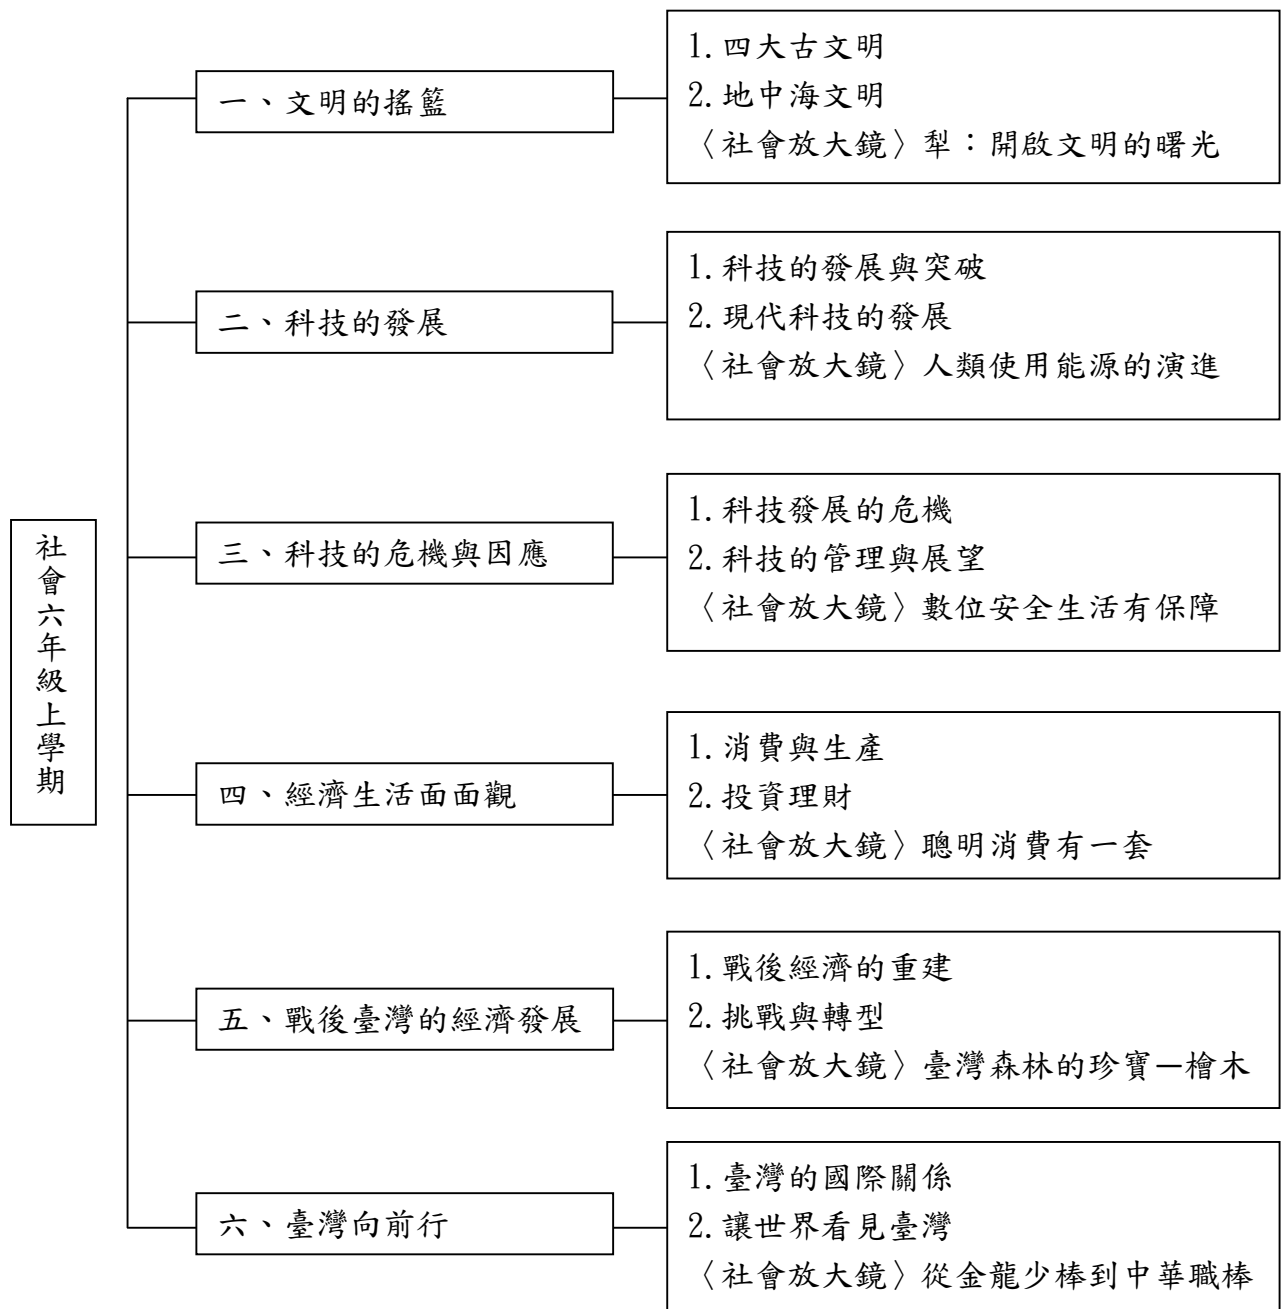 社會六年級上學期
一、文明的搖籃
1.四大古文明
2.地中海文明
〈社會放大鏡〉犁：開啟文明的曙光
二、科技的發展
1.科技的發展與突破
2.現代科技的發展
〈社會放大鏡〉人類使用能源的演進
三、科技的危機與因應
1.科技發展的危機
2.科技的管理與展望
〈社會放大鏡〉數位安全生活有保障
四、經濟生活面面觀
1.消費與生產
2.投資理財
〈社會放大鏡〉聰明消費有一套
五、戰後臺灣的經濟發展
1.戰後經濟的重建
2.挑戰與轉型
〈社會放大鏡〉臺灣森林的珍寶—檜木
六、臺灣向前行
1.臺灣的國際關係
2.讓世界看見臺灣
〈社會放大鏡〉從金龍少棒到中華職棒